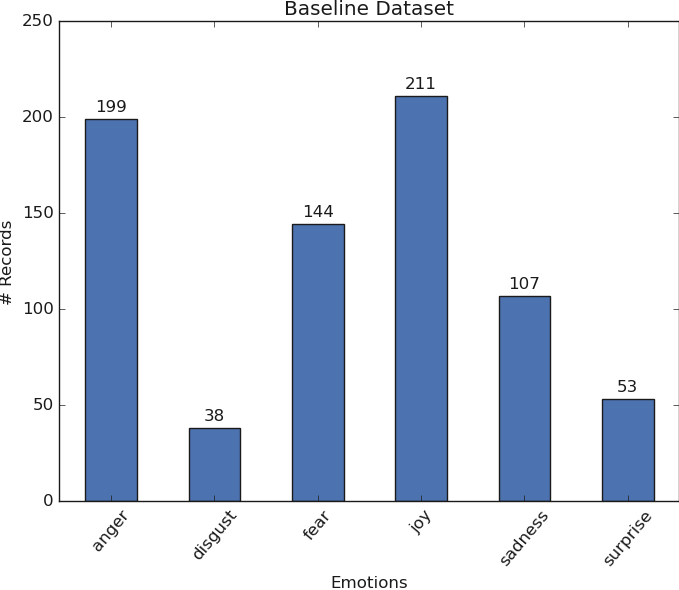 Baseline Dataset
250
200
150
100
50
0
# Records
199
38
144
211
107
53
anger
disgust
fear
joy
sadness
surprise
Emotions